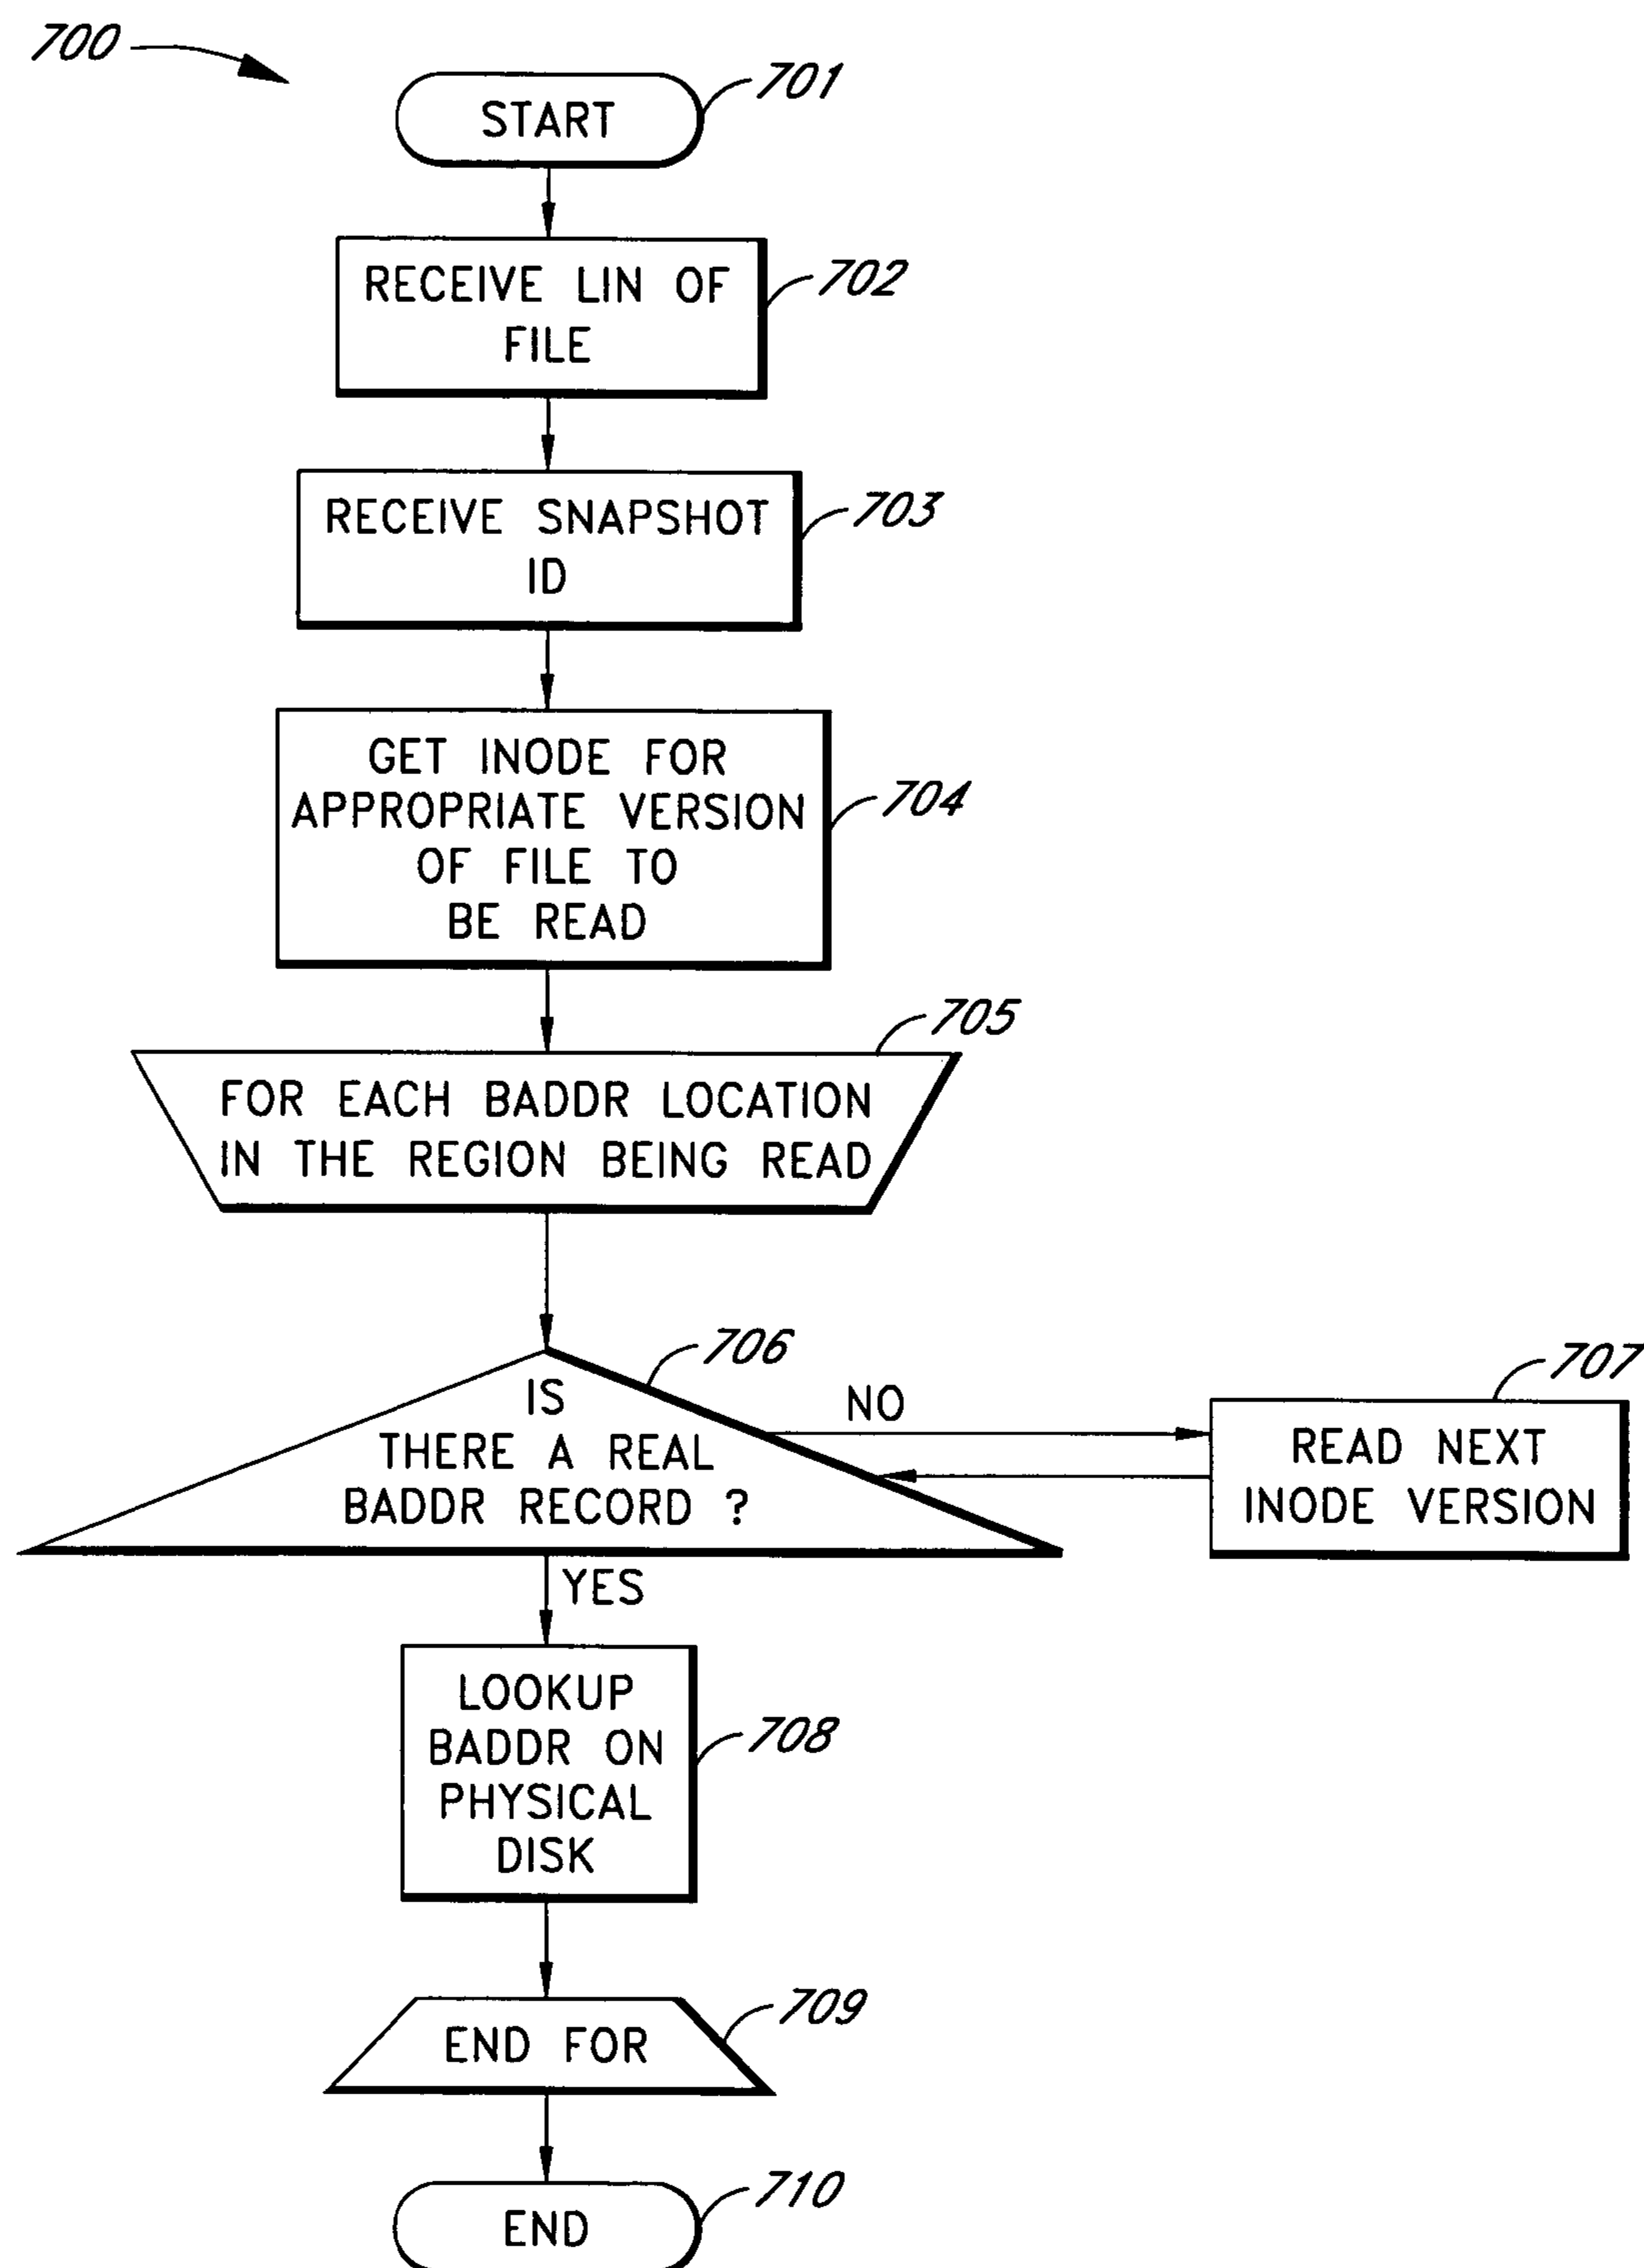 700
701
START
702
RECEIVE LIN OF
FILE
703
RECEIVE SNAPSHOT
ID
704
GET INODE FOR
APPROPRIATE VERSION
OF FILE TO
BE READ
705
FOR EACH BADDR LOCATION
IN THE REGION BEING READ
706
IS
THERE A REAL
BADDR RECORD ?
NO
707
READ NEXT
INODE VERSION
YES
708
LOOKUP
BADDR ON
PHYSICAL
DISK
709
END FOR
710
END